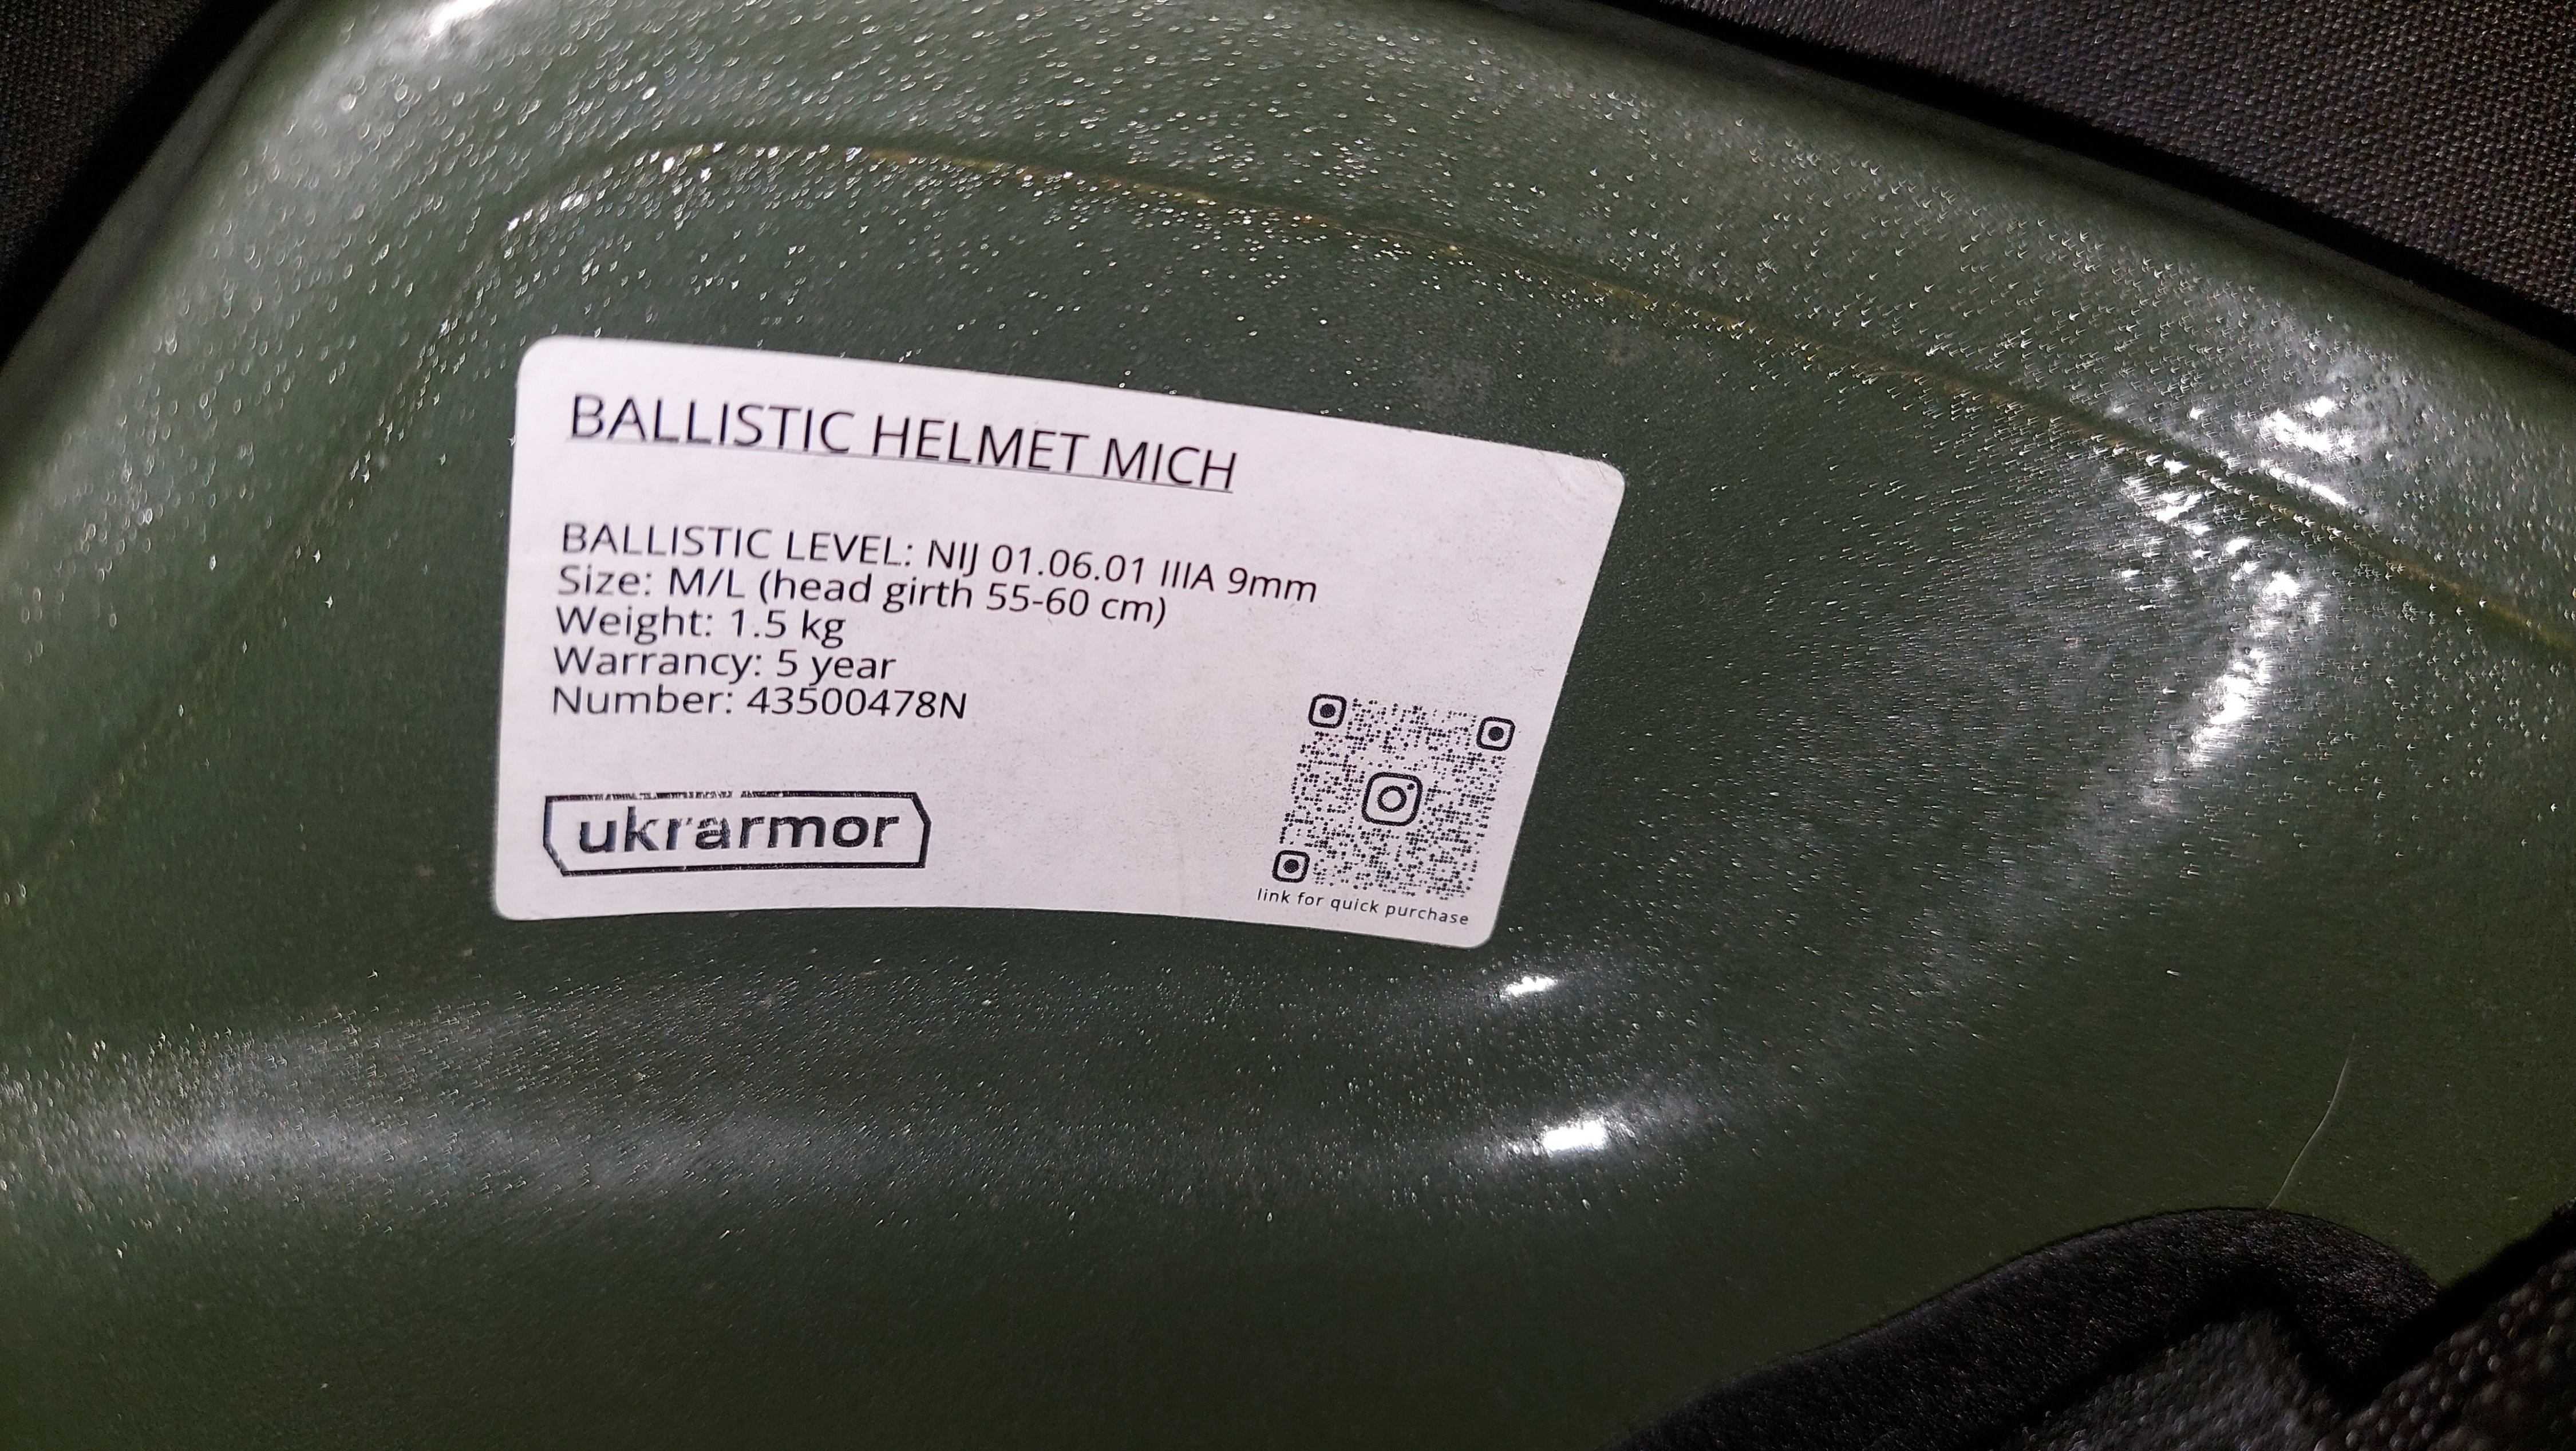 BALLISTIC HELMET MICH
BALLISTIC LEVEL: NIJ 01.06.01 IIIA 9mm
Size: M/L (head girth 55-60 cm)
Weight: 1.5 kg
Warrancy: 5 year
Number: 43500478N
ukrarmor
link for quick purchase